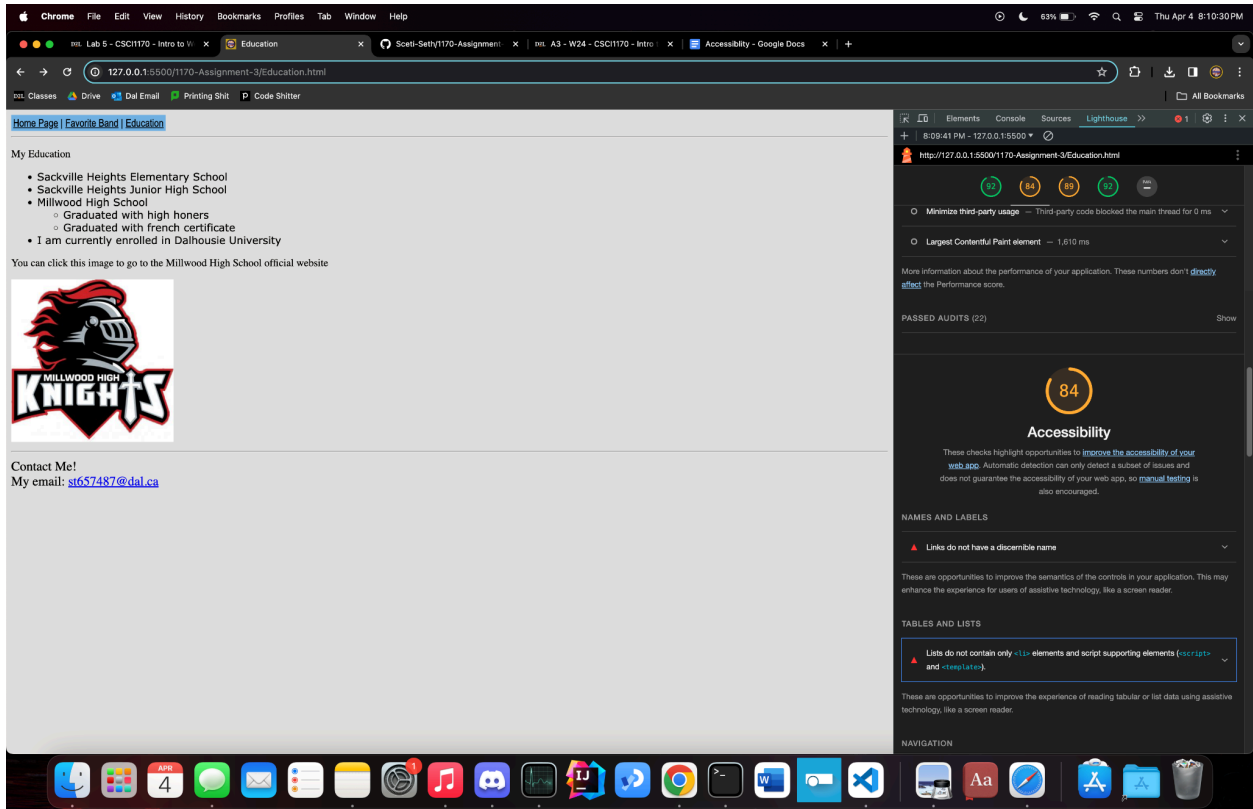 Chrome File Edit View History Bookmarks Profiles Tab Window Help 63% Thu Apr 4 8:10:30 PM
D2L Lab 5 - CSCI1170 - Intro to W Education Sceti-Seth/1170-Assignment- D2L A3 - W24 - CSCI1170 - Intro t Accessiblity - Google Docs
127.0.0.1:5500/1170-Assignment-3/Education.html
D2L Classes Drive Dal Email Printing Shit Code Shitter All Bookmarks
Home Page | Favorite Band | Education
My Education
Sackville Heights Elementary School
Sackville Heights Junior High School
Millwood High School
Graduated with high honers
Graduated with french certificate
I am currently enrolled in Dalhousie University
You can click this image to go to the Millwood High School official website
MILLWOOD HIGH
KNIGHTS
Contact Me!
My email: st657487@dal.ca
Elements Console Sources Lighthouse 1
8:09:41 PM - 127.0.0.1:5500
http://127.0.0.1:5500/1170-Assignment-3/Education.html
92 84 89 92
Minimize third-party usage — Third-party code blocked the main thread for 0 ms
Largest Contentful Paint element — 1,610 ms
More information about the performance of your application. These numbers don't directly
affect the Performance score.
PASSED AUDITS (22) Show
84
Accessibility
These checks highlight opportunities to improve the accessibility of your
web app. Automatic detection can only detect a subset of issues and
does not guarantee the accessibility of your web app, so manual testing is
also encouraged.
NAMES AND LABELS
Links do not have a discernible name
These are opportunities to improve the semantics of the controls in your application. This may
enhance the experience for users of assistive technology, like a screen reader.
TABLES AND LISTS
Lists do not contain only <li> elements and script supporting elements (<script>
and <template>).
These are opportunities to improve the experience of reading tabular or list data using assistive
technology, like a screen reader.
NAVIGATION
APR
4
1
IJ
W
Aa